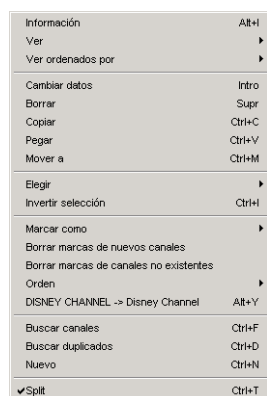 Información Alt+I
Ver
Ver ordenados por
Cambiar datos Intro
Borrar Supr
Copiar Ctrl+C
Pegar Ctrl+V
Mover a Ctrl+M
Elegir
Invertir selección Ctrl+I
Marcar como
Borrar marcas de nuevos canales
Borrar marcas de canales no existentes
Orden
DISNEY CHANNEL -> Disney Channel Alt+Y
Buscar canales Ctrl+F
Buscar duplicados Ctrl+D
Nuevo Ctrl+N
Split Ctrl+T